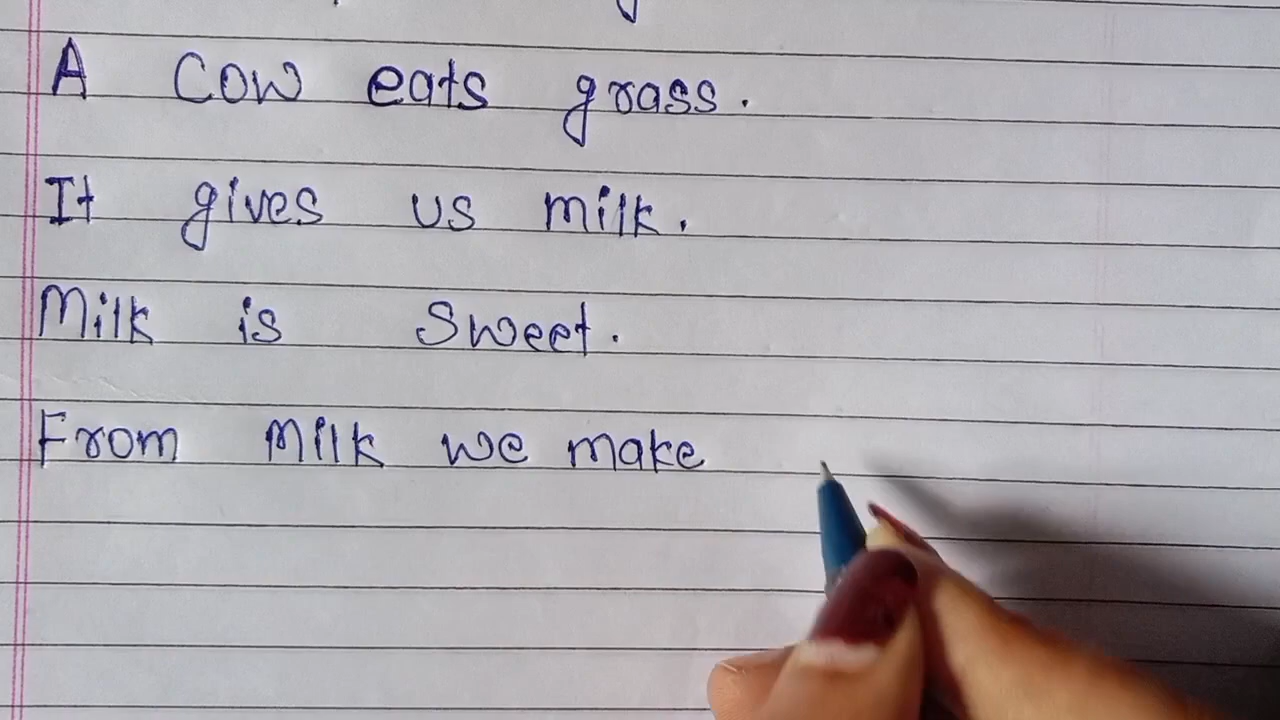 A Cow eats grass.
It gives us milk.
Milk is Sweet.
From Milk we make